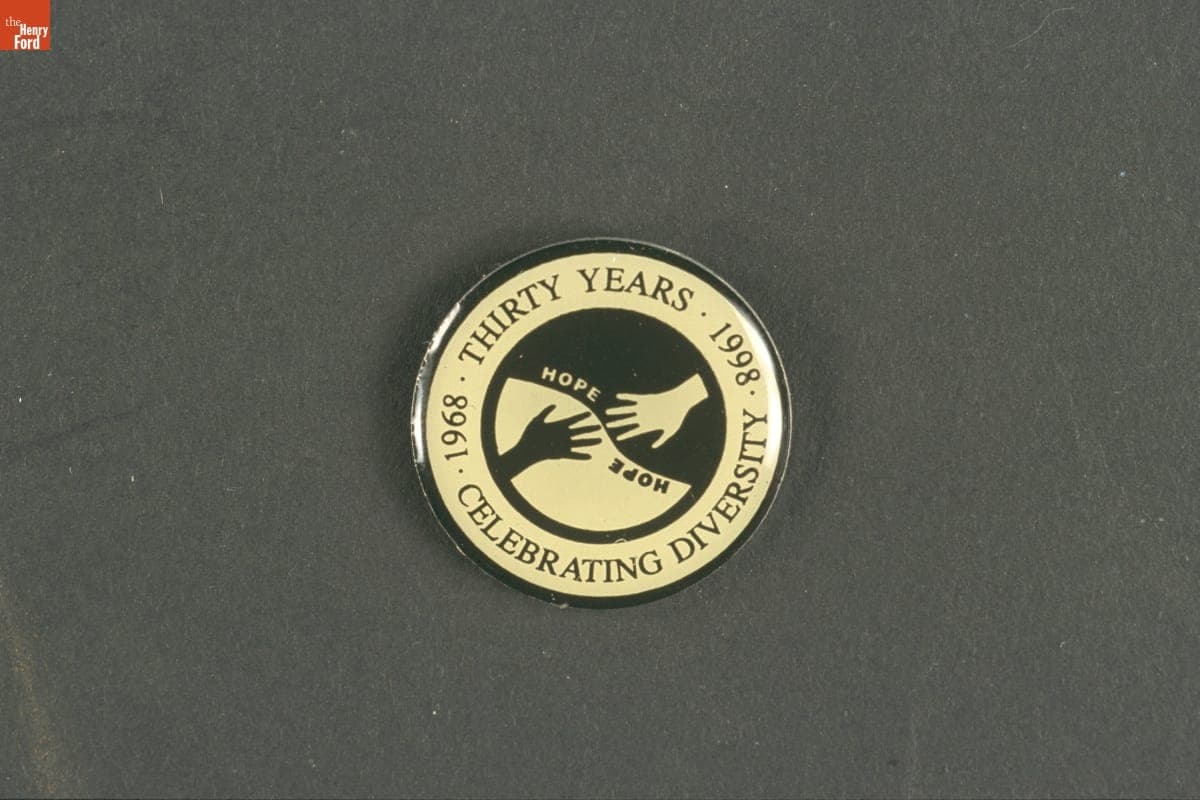 the
Henry
Ford
1968 · THIRTY YEARS · 1998 ·
CELEBRATING DIVERSITY ·
HOPE
HOPE